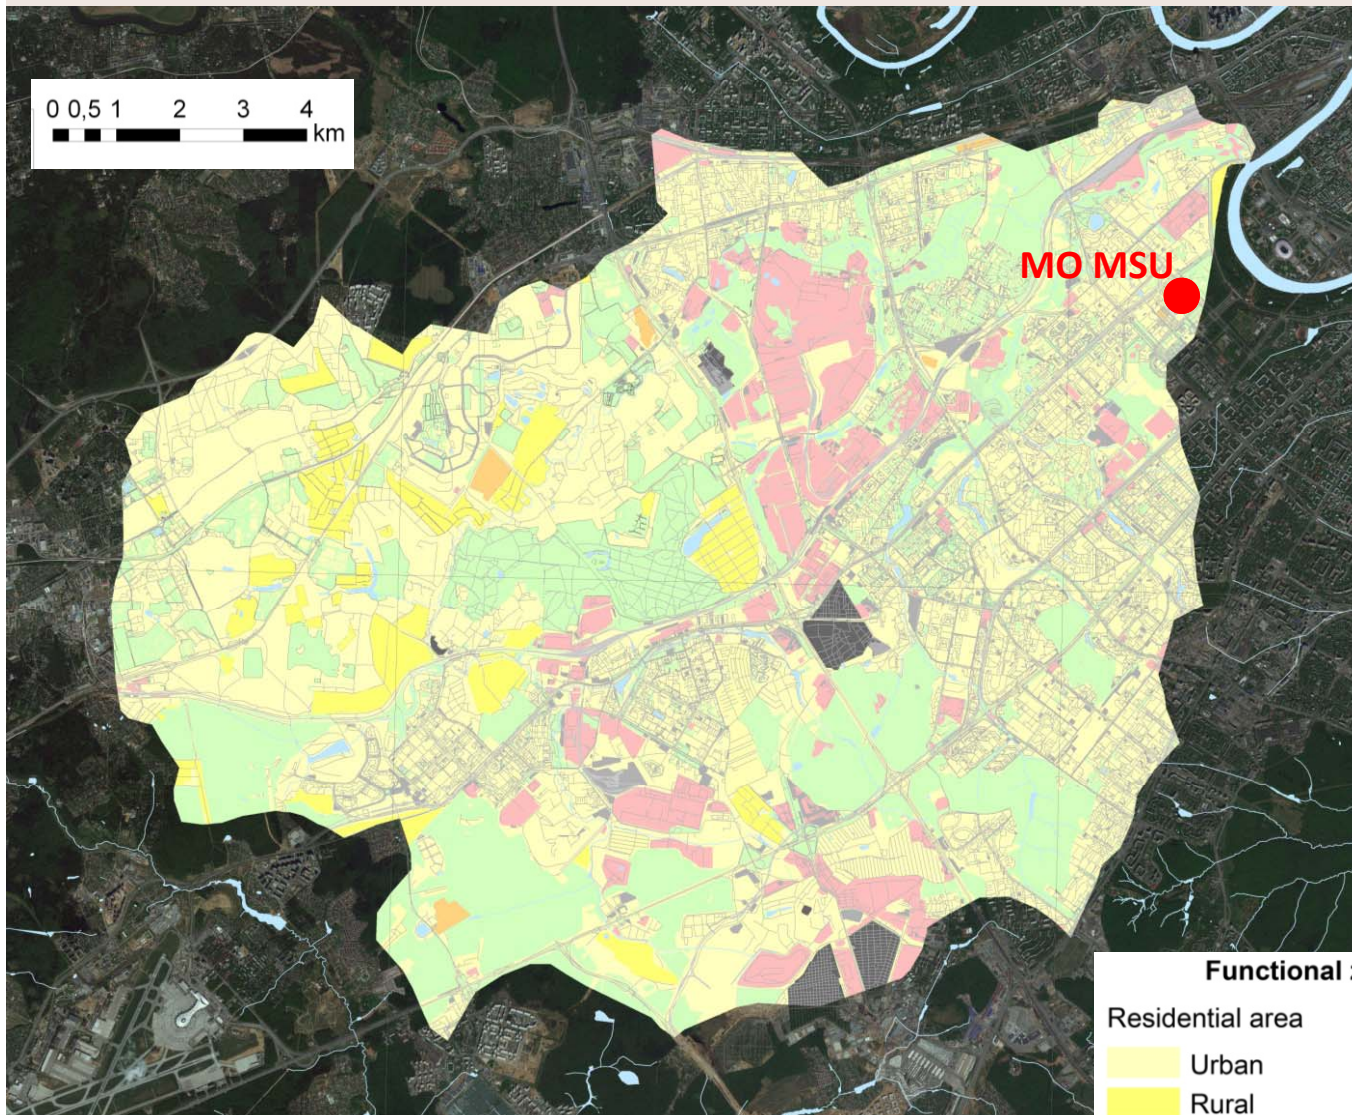 0 0,5 1 2 3 4
km
MO MSU
Functional
Residential area
Urban
Rural